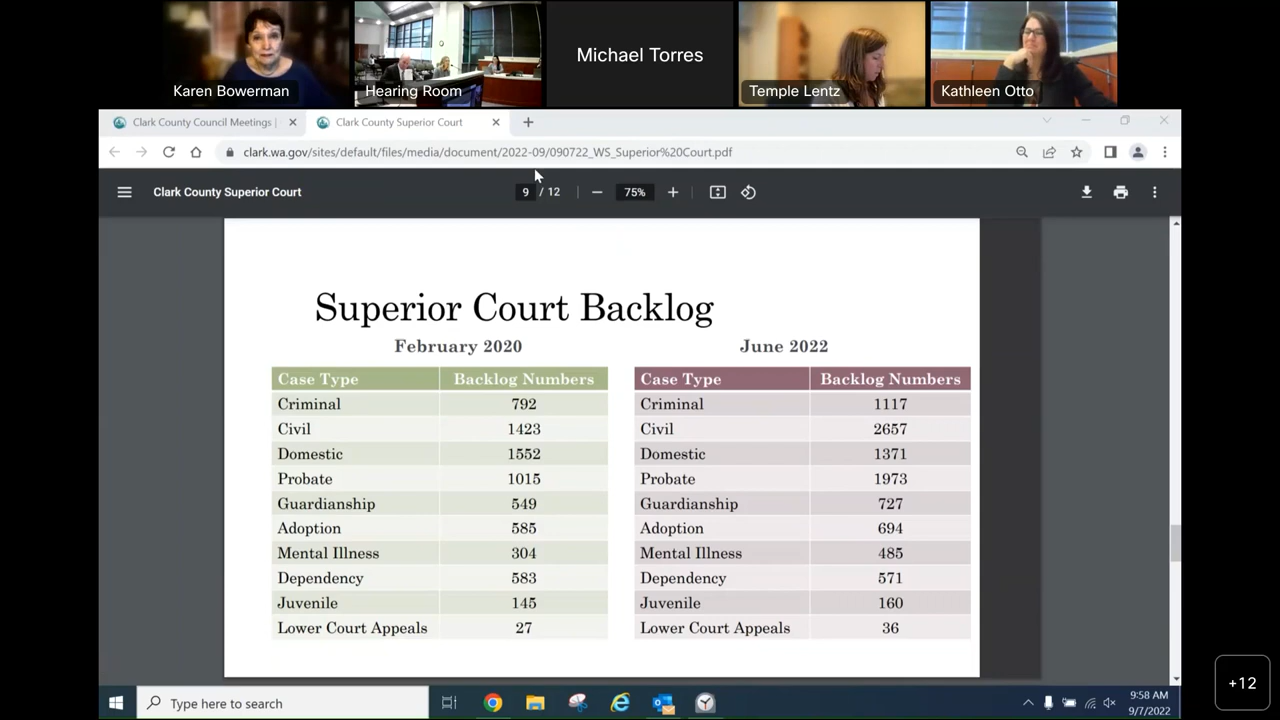 Karen Bowerman
Hearing Room
Michael Torres
Temple Lentz
Kathleen Otto
Clark County Council Meetings |
Clark County Superior Court
clark.wa.gov/sites/default/files/media/document/2022-09/090722_WS_Superior%20Court.pdf
Clark County Superior Court
9 / 12
75%
Superior Court Backlog
February 2020
June 2022
Case Type Backlog Numbers Case Type Backlog Numbers
Criminal 792 Criminal 1117
Civil 1423 Civil 2657
Domestic 1552 Domestic 1371
Probate 1015 Probate 1973
Guardianship 549 Guardianship 727
Adoption 585 Adoption 694
Mental Illness 304 Mental Illness 485
Dependency 583 Dependency 571
Juvenile 145 Juvenile 160
Lower Court Appeals 27 Lower Court Appeals 36
Type here to search
9:58 AM
9/7/2022
+12